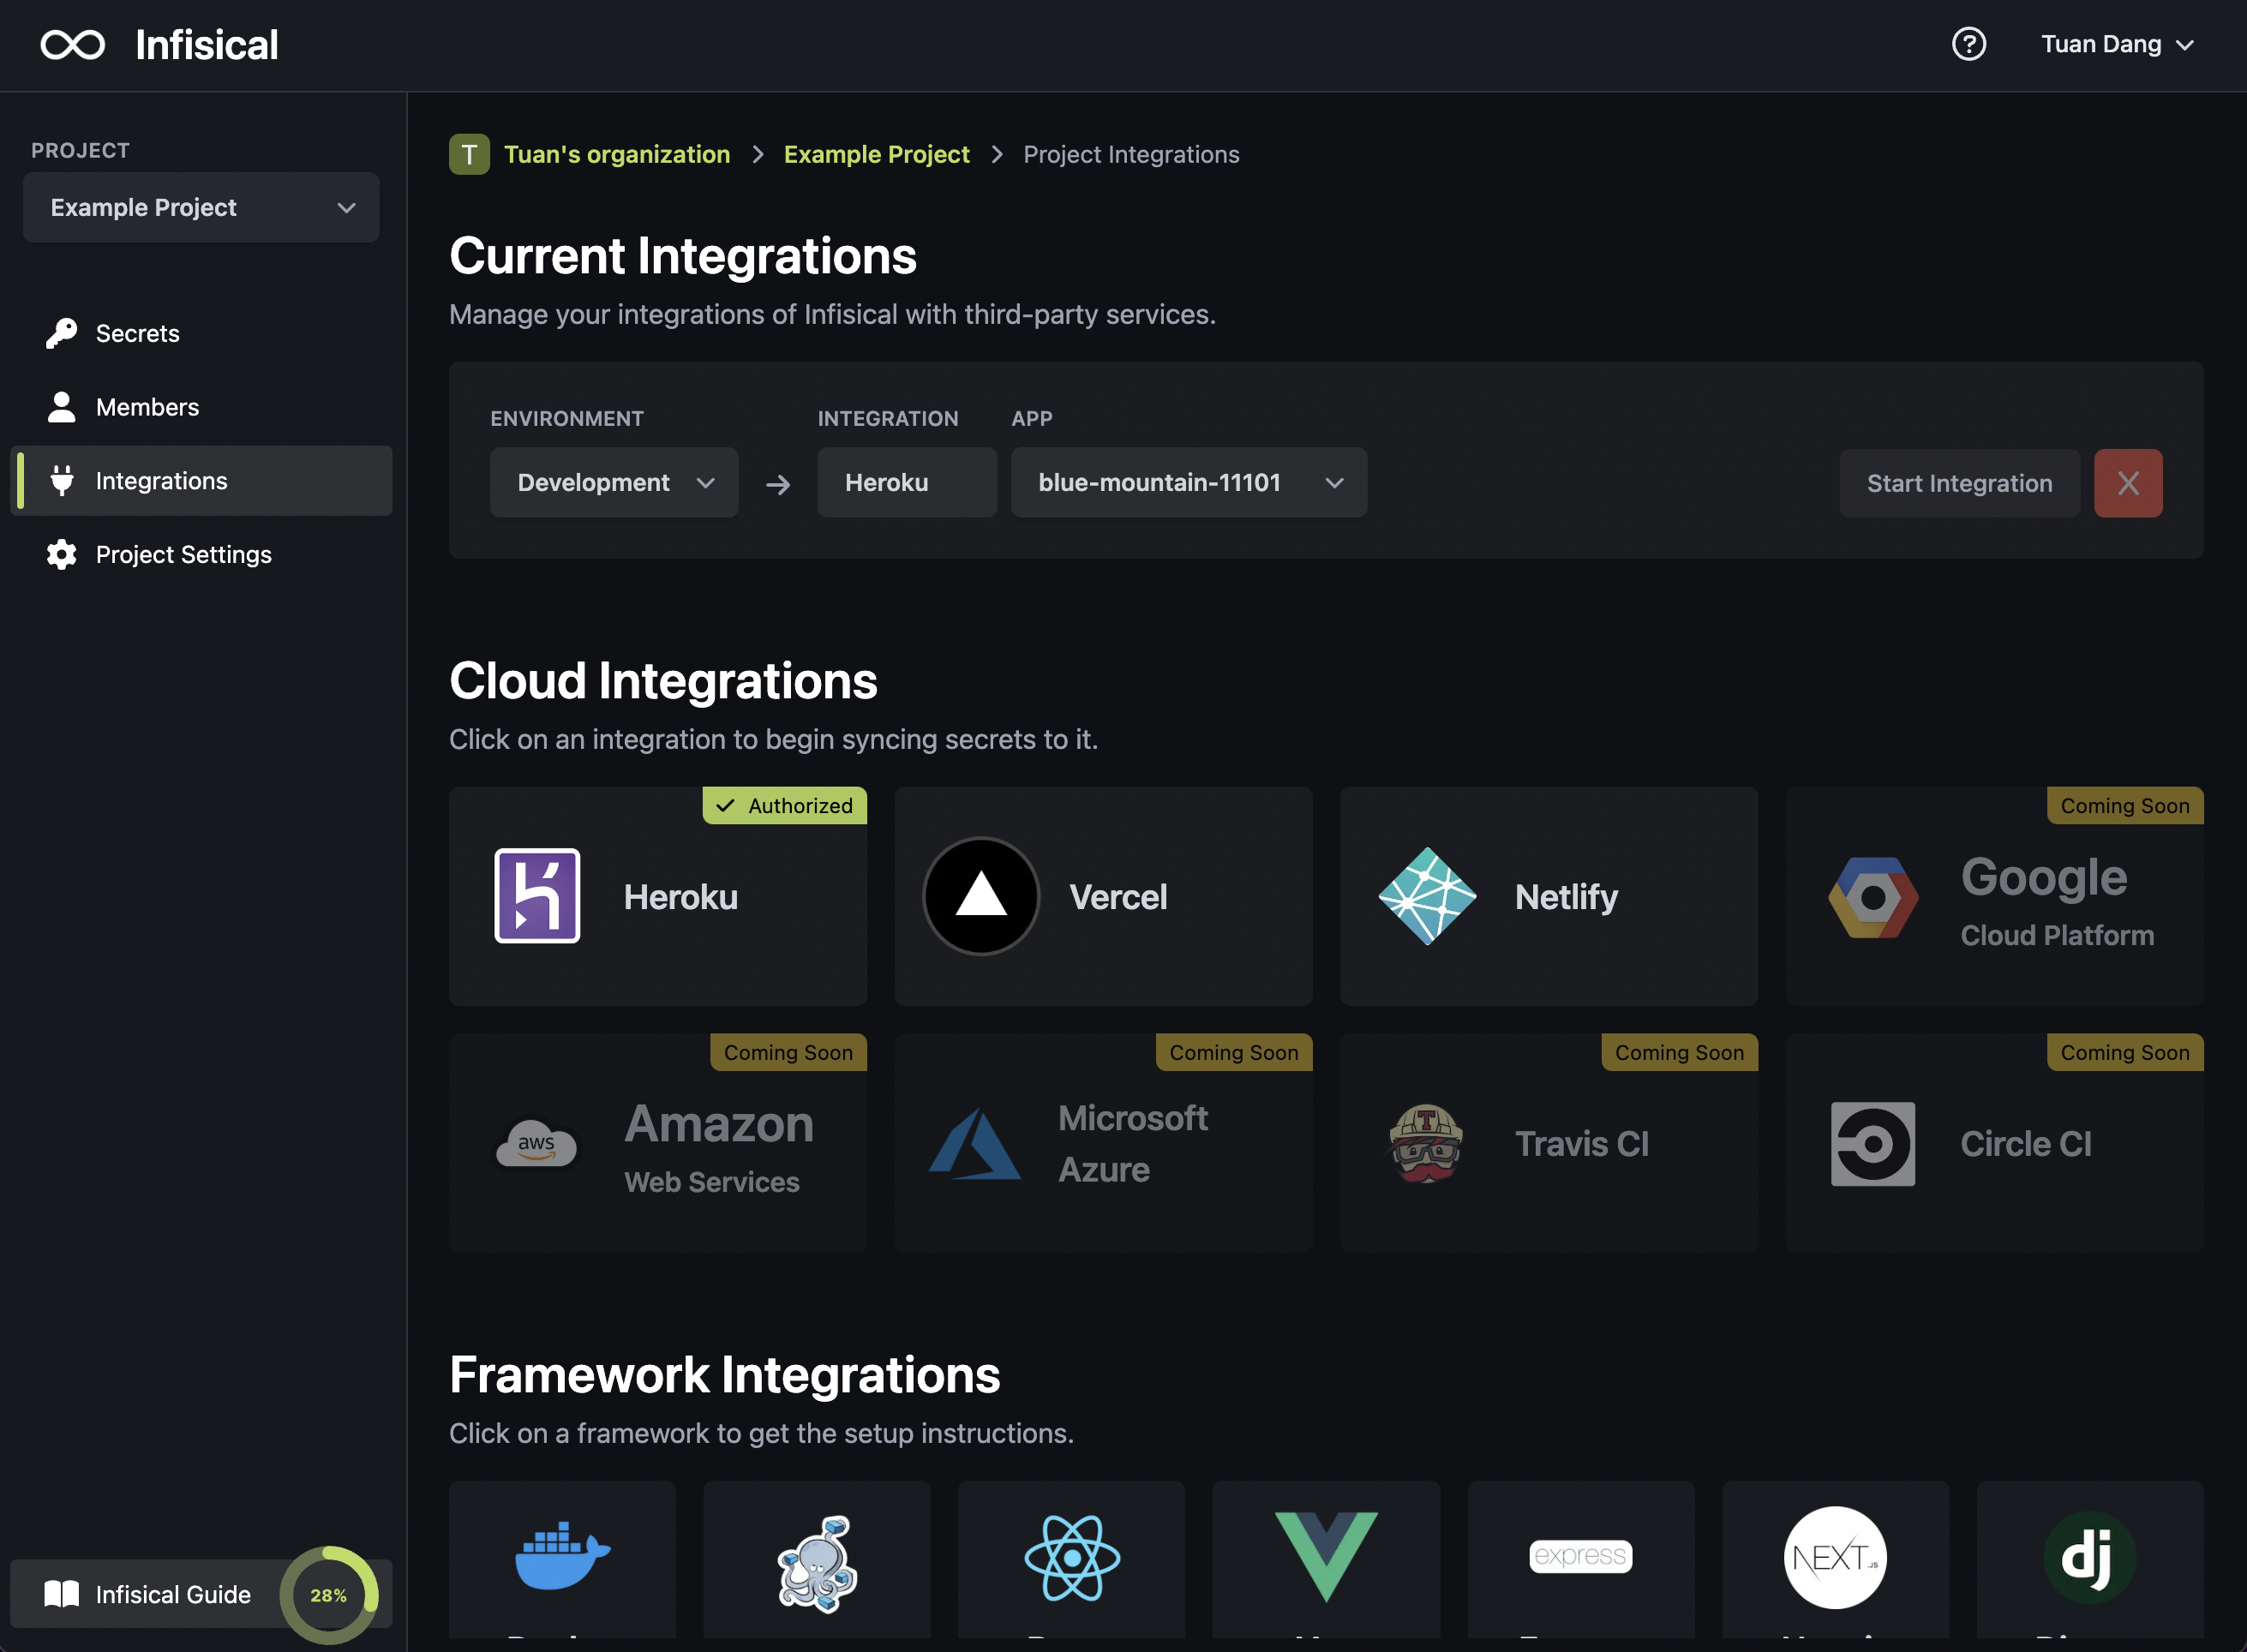 Infisical
Tuan Dang
PROJECT
Example Project
Secrets
Members
Integrations
Project Settings
Infisical Guide
28%
T Tuan's organization > Example Project > Project Integrations
Current Integrations
Manage your integrations of Infisical with third-party services.
ENVIRONMENT INTEGRATION APP
Development → Heroku blue-mountain-11101 Start Integration X
Cloud Integrations
Click on an integration to begin syncing secrets to it.
Authorized
Heroku
Vercel
Netlify
Coming Soon
Google
Cloud Platform
Coming Soon
aws
Amazon
Web Services
Coming Soon
Microsoft
Azure
Coming Soon
T
Travis CI
Coming Soon
Circle CI
Framework Integrations
Click on a framework to get the setup instructions.
express
NEXT.JS
dj